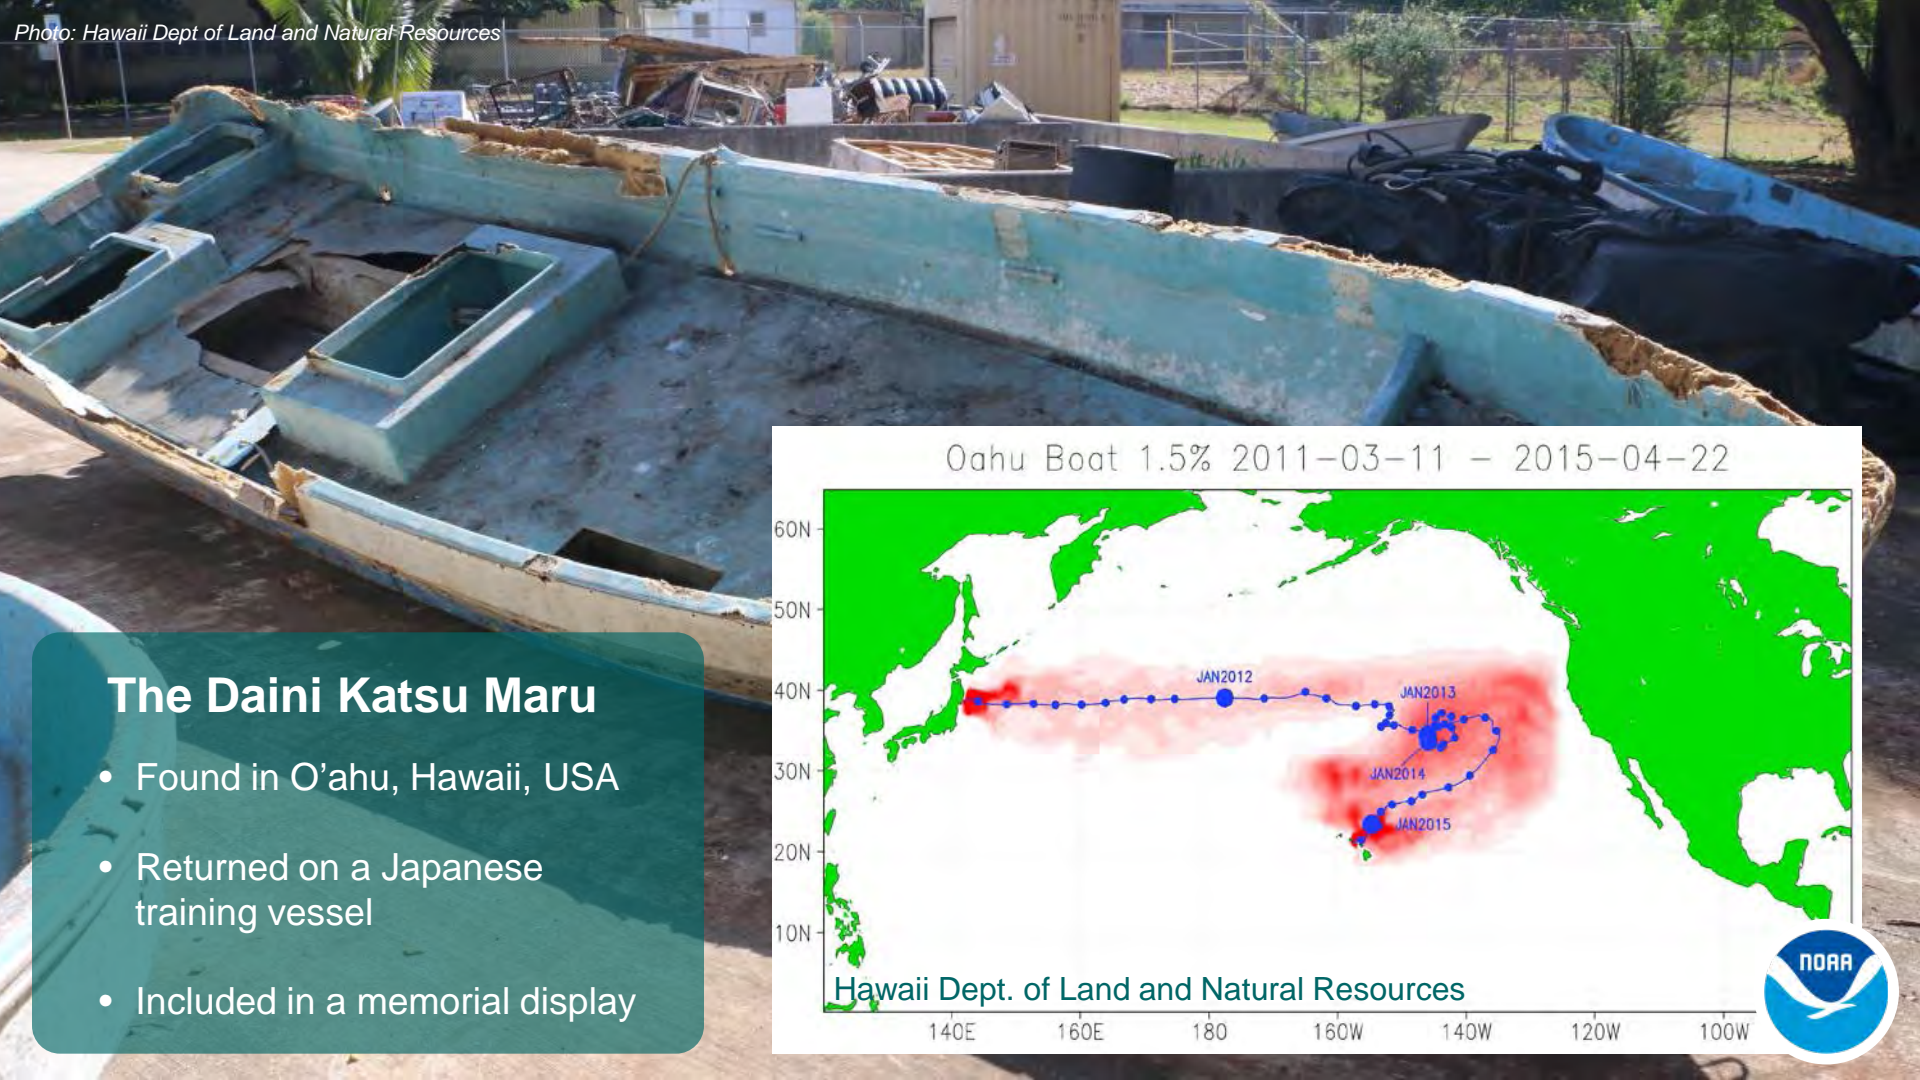 Photo: Hawaii Dept of Land and Natural Resources
Oahu Boat 1.5% 2011-03-11 - 2015-04-22
60N
50N
40N
30N
20N
10N
JAN2012
JAN2013
JAN2014
JAN2015
140E
160E
180
160W
140W
120W
100W
Hawaii Dept. of Land and Natural Resources
NOAA
The Daini Katsu Maru
• Found in O’ahu, Hawaii, USA
• Returned on a Japanese
training vessel
• Included in a memorial display